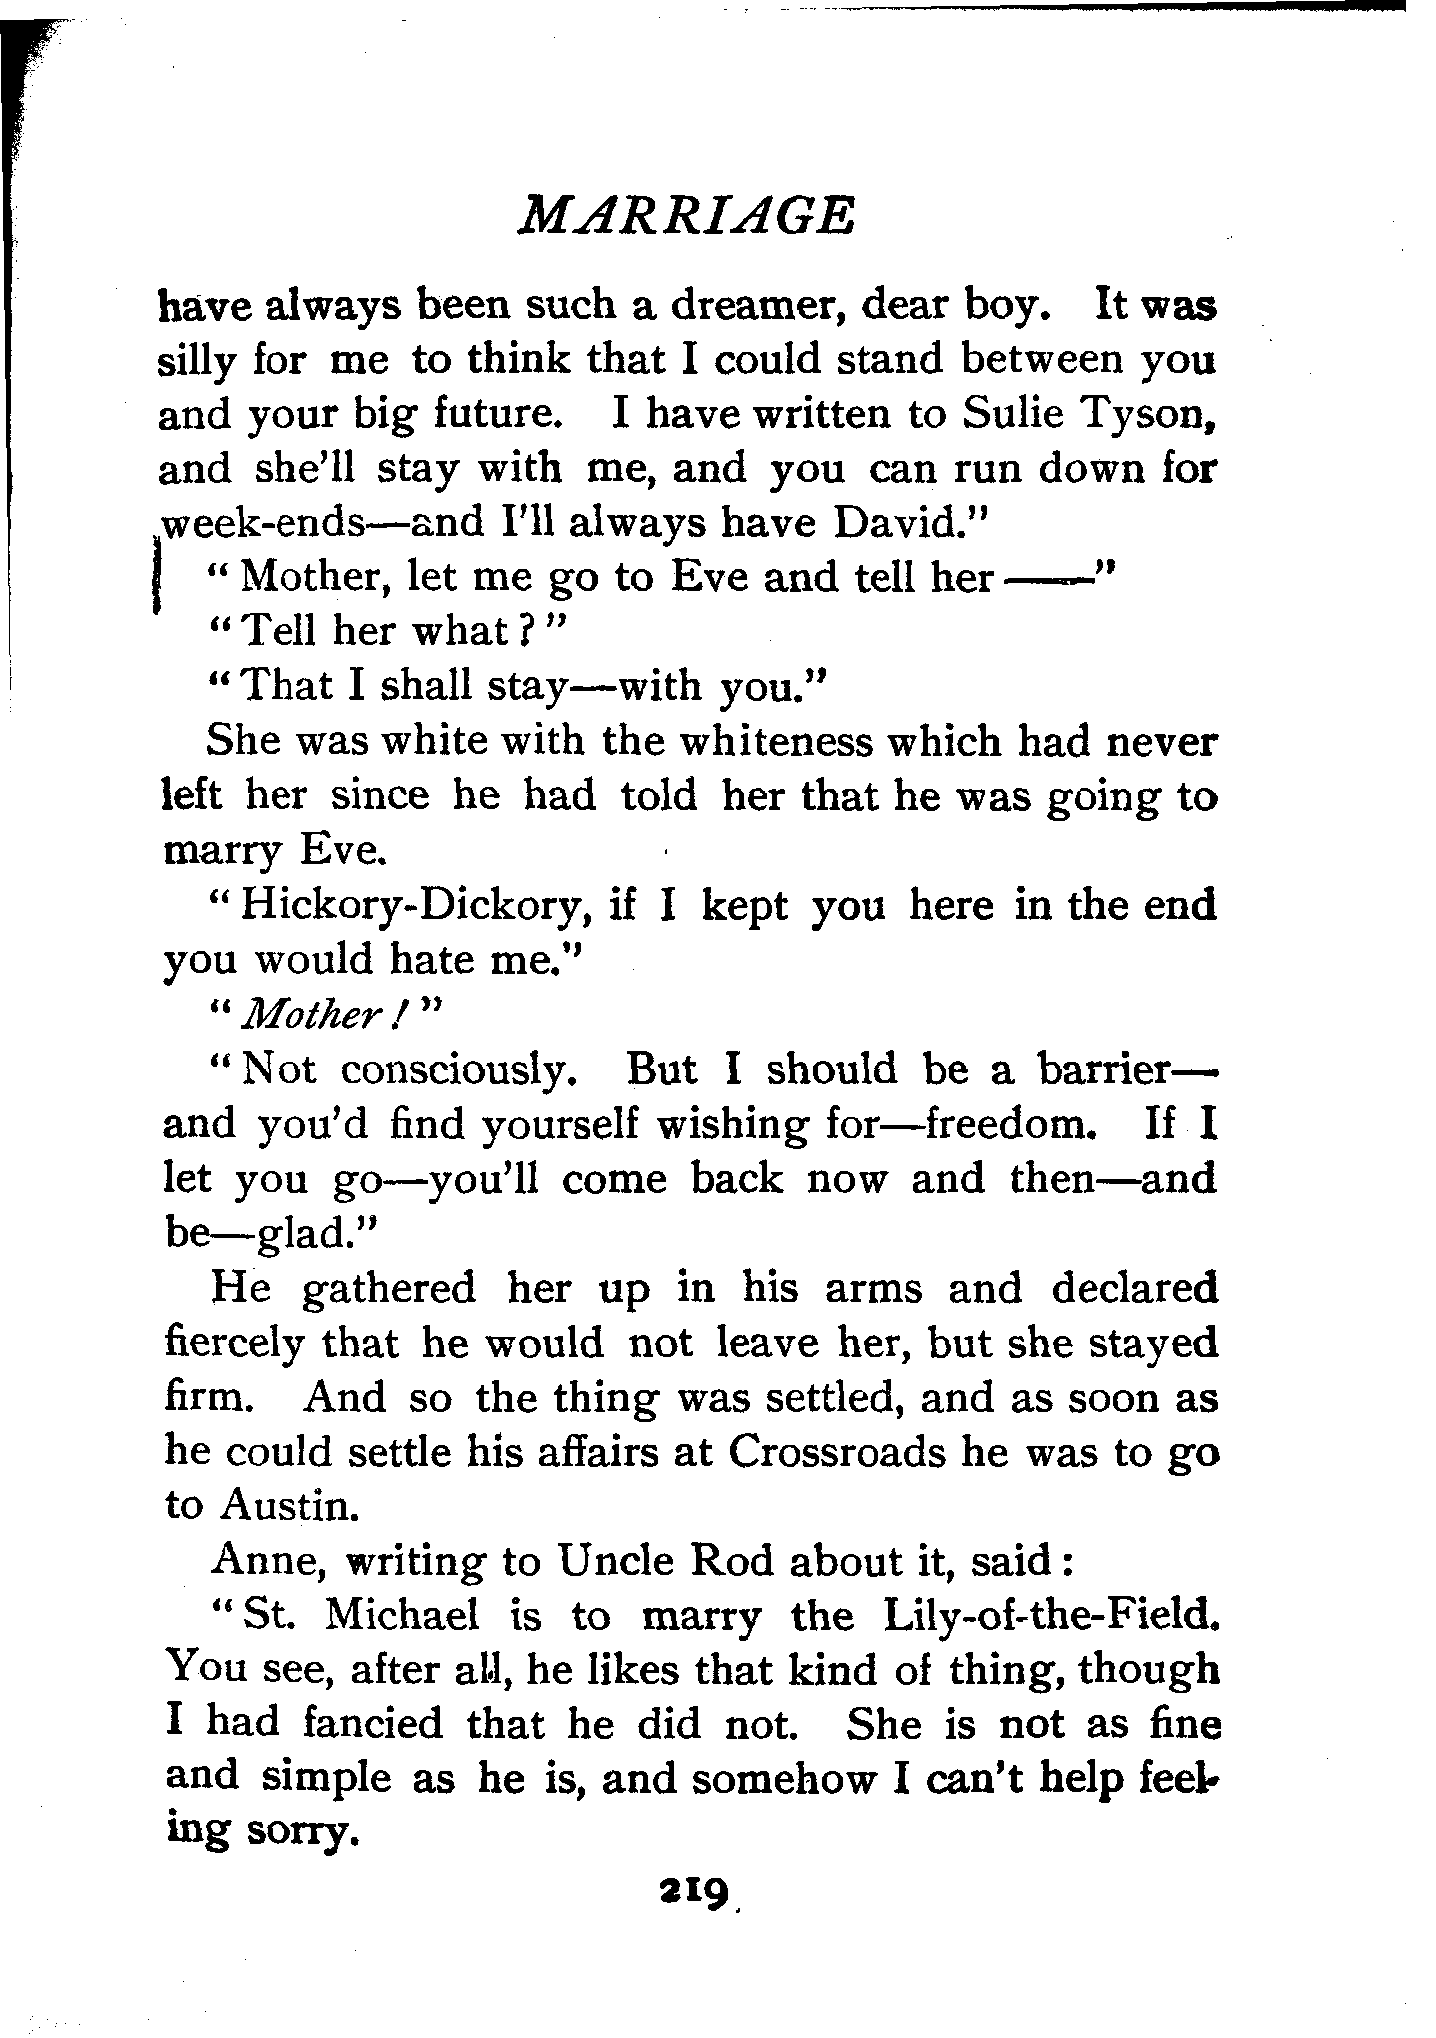 MARRIAGE
have always been such a dreamer, dear boy. It was
silly for me to think that I could stand between you
and your big future. I have written to Sulie Tyson,
and she'll stay with me, and you can run down for
week-ends—and I'll always have David."
"Mother, let me go to Eve and tell her——"
"Tell her what?"
"That I shall stay—with you."
She was white with the whiteness which had never
left her since he had told her that he was going to
marry Eve.
"Hickory-Dickory, if I kept you here in the end
you would hate me."
"Mother!"
"Not consciously. But I should be a barrier—
and you'd find yourself wishing for—freedom. If I
let you go—you'll come back now and then—and
be—glad."
He gathered her up in his arms and declared
fiercely that he would not leave her, but she stayed
firm. And so the thing was settled, and as soon as
he could settle his affairs at Crossroads he was to go
to Austin.
Anne, writing to Uncle Rod about it, said:
"St. Michael is to marry the Lily-of-the-Field.
You see, after all, he likes that kind of thing, though
I had fancied that he did not. She is not as fine
and simple as he is, and somehow I can't help feel-
ing sorry.
219